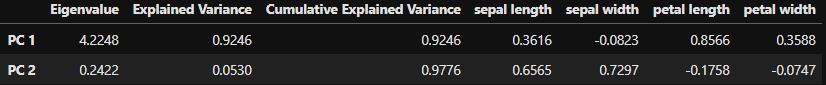 Eigenvalue Explained Variance Cumulative Explained Variance sepal length sepal width petal length petal width
PC 1 4.2248 0.9246 0.9246 0.3616 -0.0823 0.8566 0.3588
PC 2 0.2422 0.0530 0.9776 0.6565 0.7297 -0.1758 -0.0747